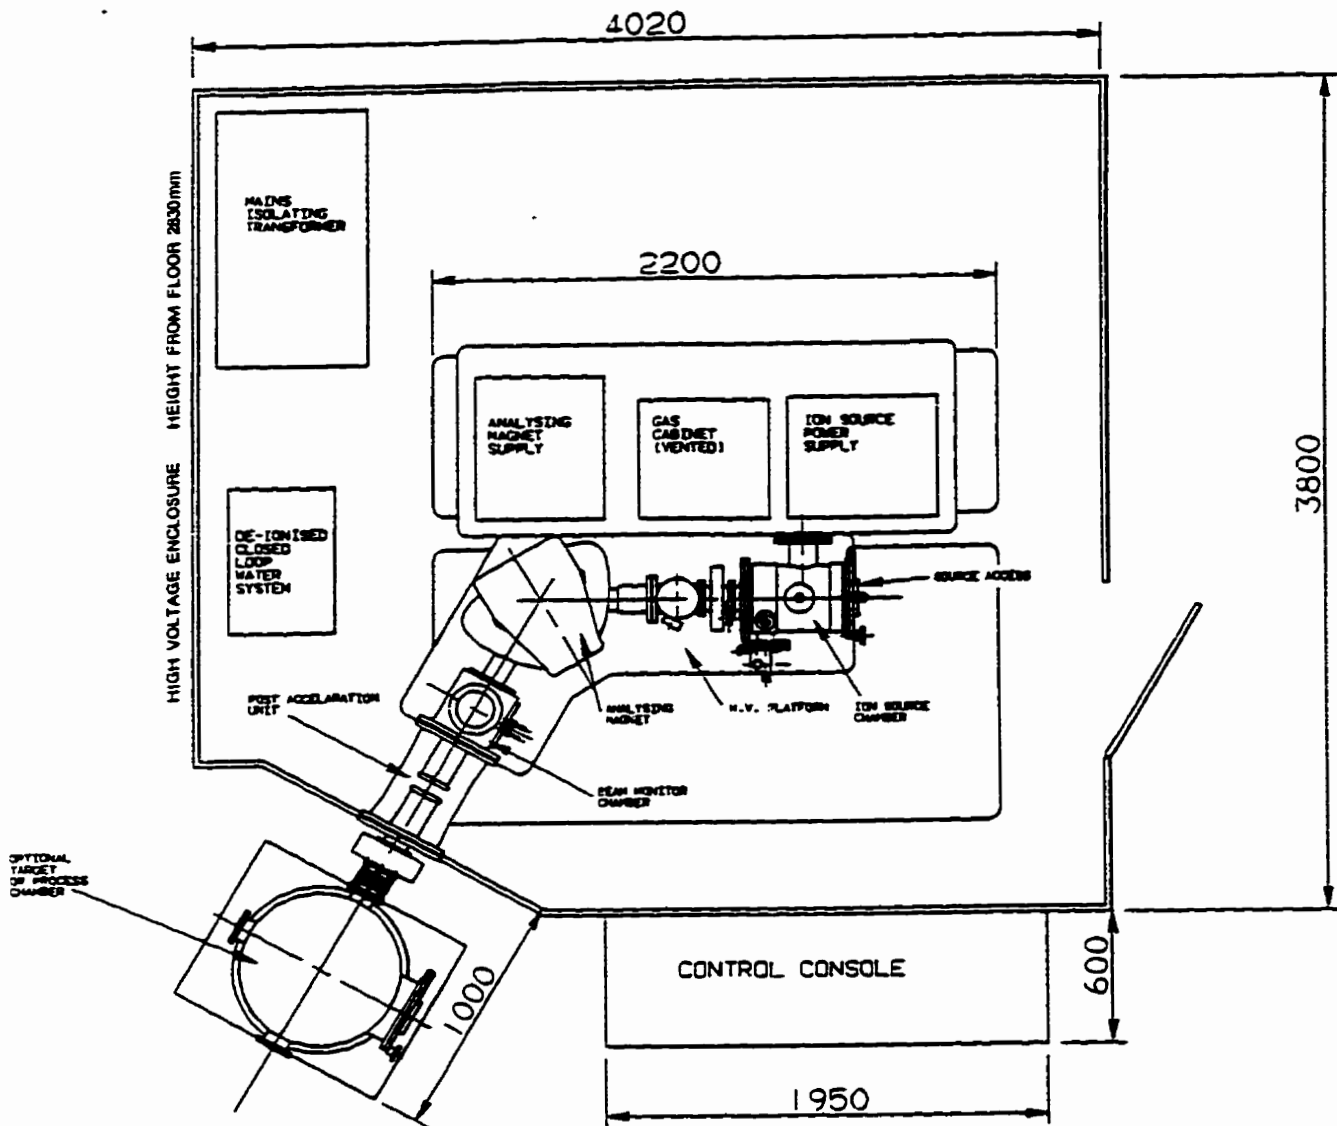 4020
MAINS
ISOLATING
TRANSFORMER
HIGH VOLTAGE ENCLOSURE HEIGHT FROM FLOOR 2830mm
2200
3800
ANALYSING
MAGNET
SUPPLY
GAS
CABINET
(VENTED)
ION SOURCE
POWER
SUPPLY
DE-IONISED
CLOSED
LOOP
WATER
SYSTEM
SOURCE ACCESS
POST ACCELARATION
UNIT
ANALYSING
MAGNET
H.V. PLATFORM
ION SOURCE
CHAMBER
BEAM MONITOR
CHAMBER
OPTIONAL
TARGET
OR PROCESS
CHAMBER
1000
CONTROL CONSOLE
600
1950